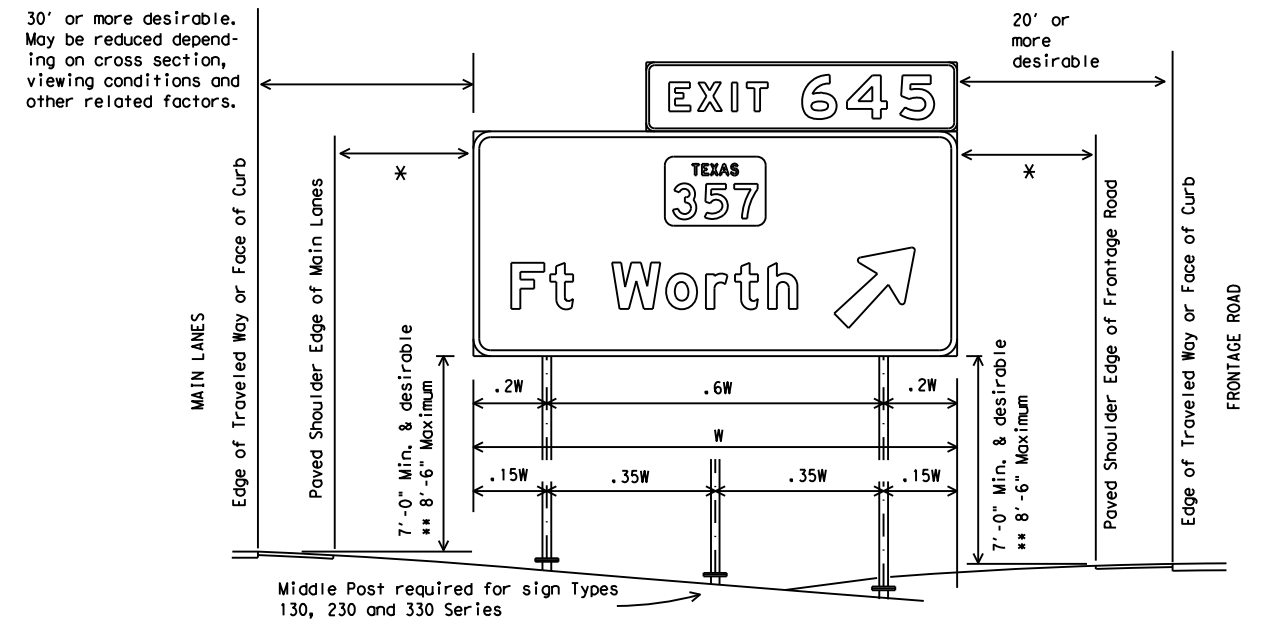 30' or more desirable.
May be reduced depend-
ing on cross section,
viewing conditions and
other related factors.
20' or
more
desirable
EXIT 645
*
*
TEXAS
357
Ft Worth
MAIN LANES
Edge of Traveled Way or Face of Curb
Paved Shoulder Edge of Main Lanes
7'-0" Min. & desirable
** 8'-6" Maximum
.2W
.6W
.2W
W
.15W
.35W
.35W
.15W
7'-0" Min. & desirable
** 8'-6" Maximum
Paved Shoulder Edge of Frontage Road
Edge of Traveled Way or Face of Curb
FRONTAGE ROAD
Middle Post required for sign Types
130, 230 and 330 Series